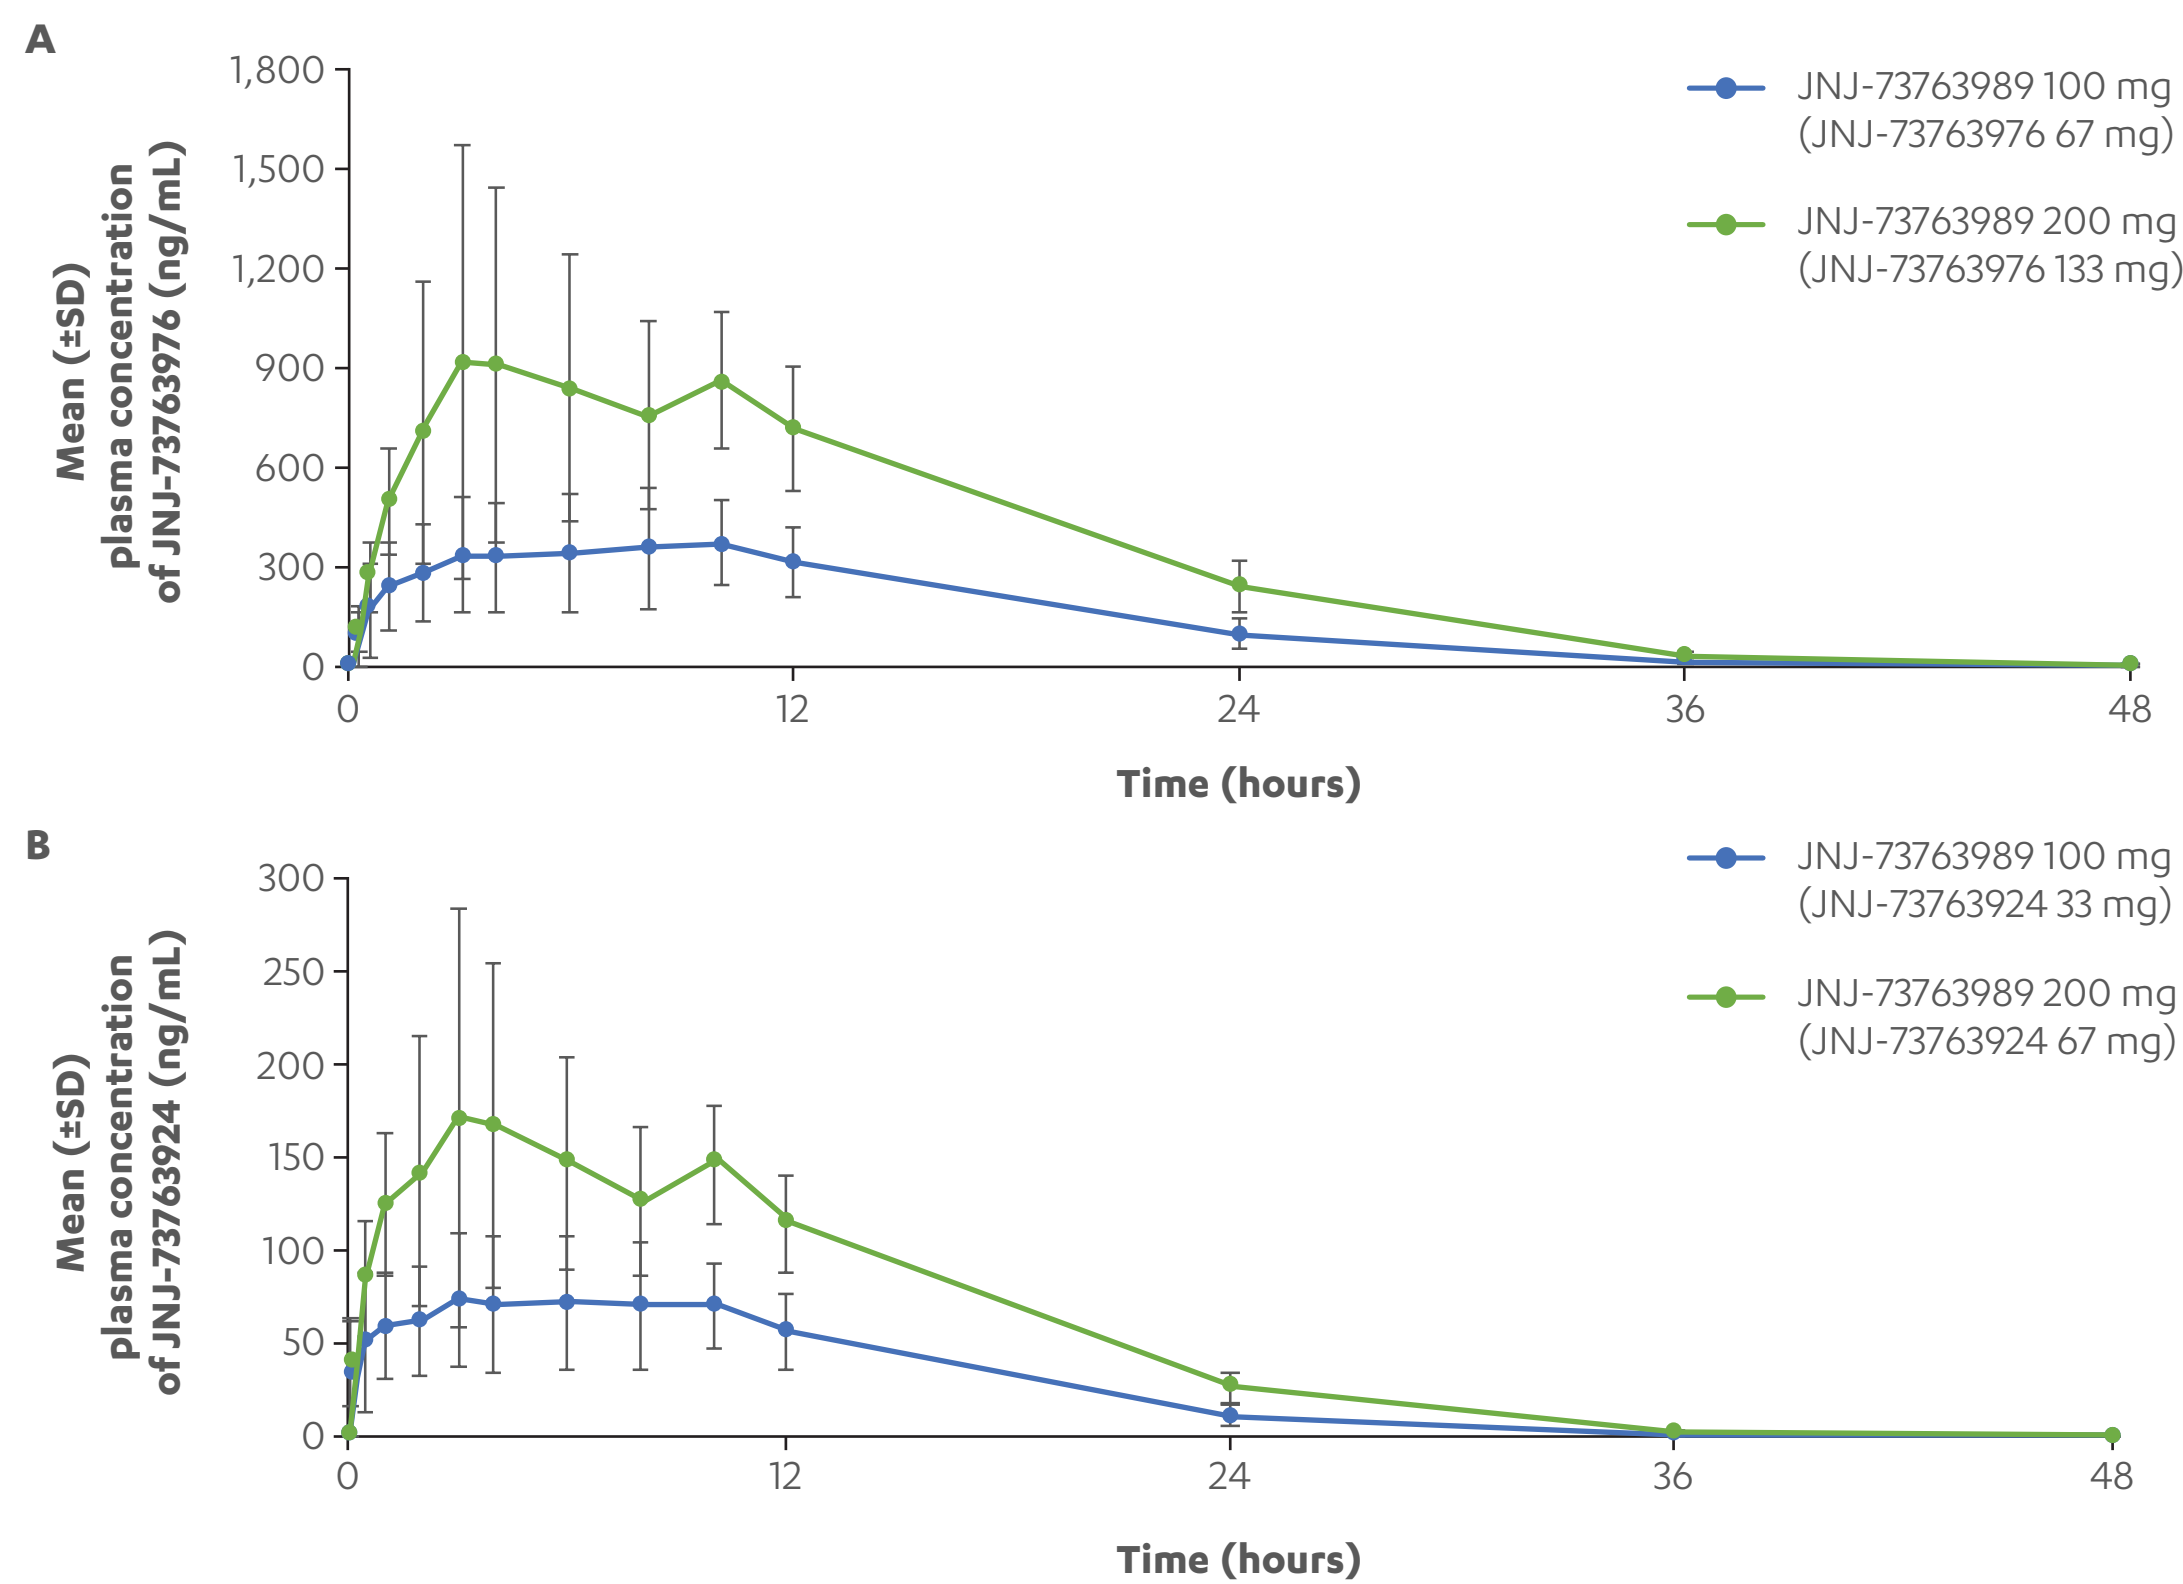 A
1,800
1,500
1,200
900
600
300
0
Mean (±SD)
plasma concentration
of JNJ-73763976 (ng/mL)
JNJ-73763989 100 mg
(JNJ-73763976 67 mg)
JNJ-73763989 200 mg
(JNJ-73763976 133 mg)
0 12 24 36 48
Time (hours)
B
300
250
200
150
100
50
0
Mean (±SD)
plasma concentration
of JNJ-73763924 (ng/mL)
JNJ-73763989 100 mg
(JNJ-73763924 33 mg)
JNJ-73763989 200 mg
(JNJ-73763924 67 mg)
0 12 24 36 48
Time (hours)